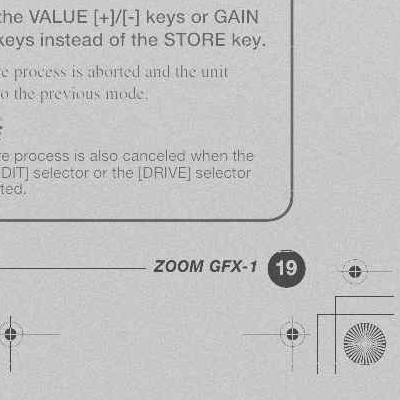 the VALUE [+]/[-] keys or GAIN
keys instead of the STORE key.
process is aborted and the unit
o the previous mode.
process is also canceled when the
DIT] selector or the [DRIVE] selector
ted.
ZOOM GFX-1 19